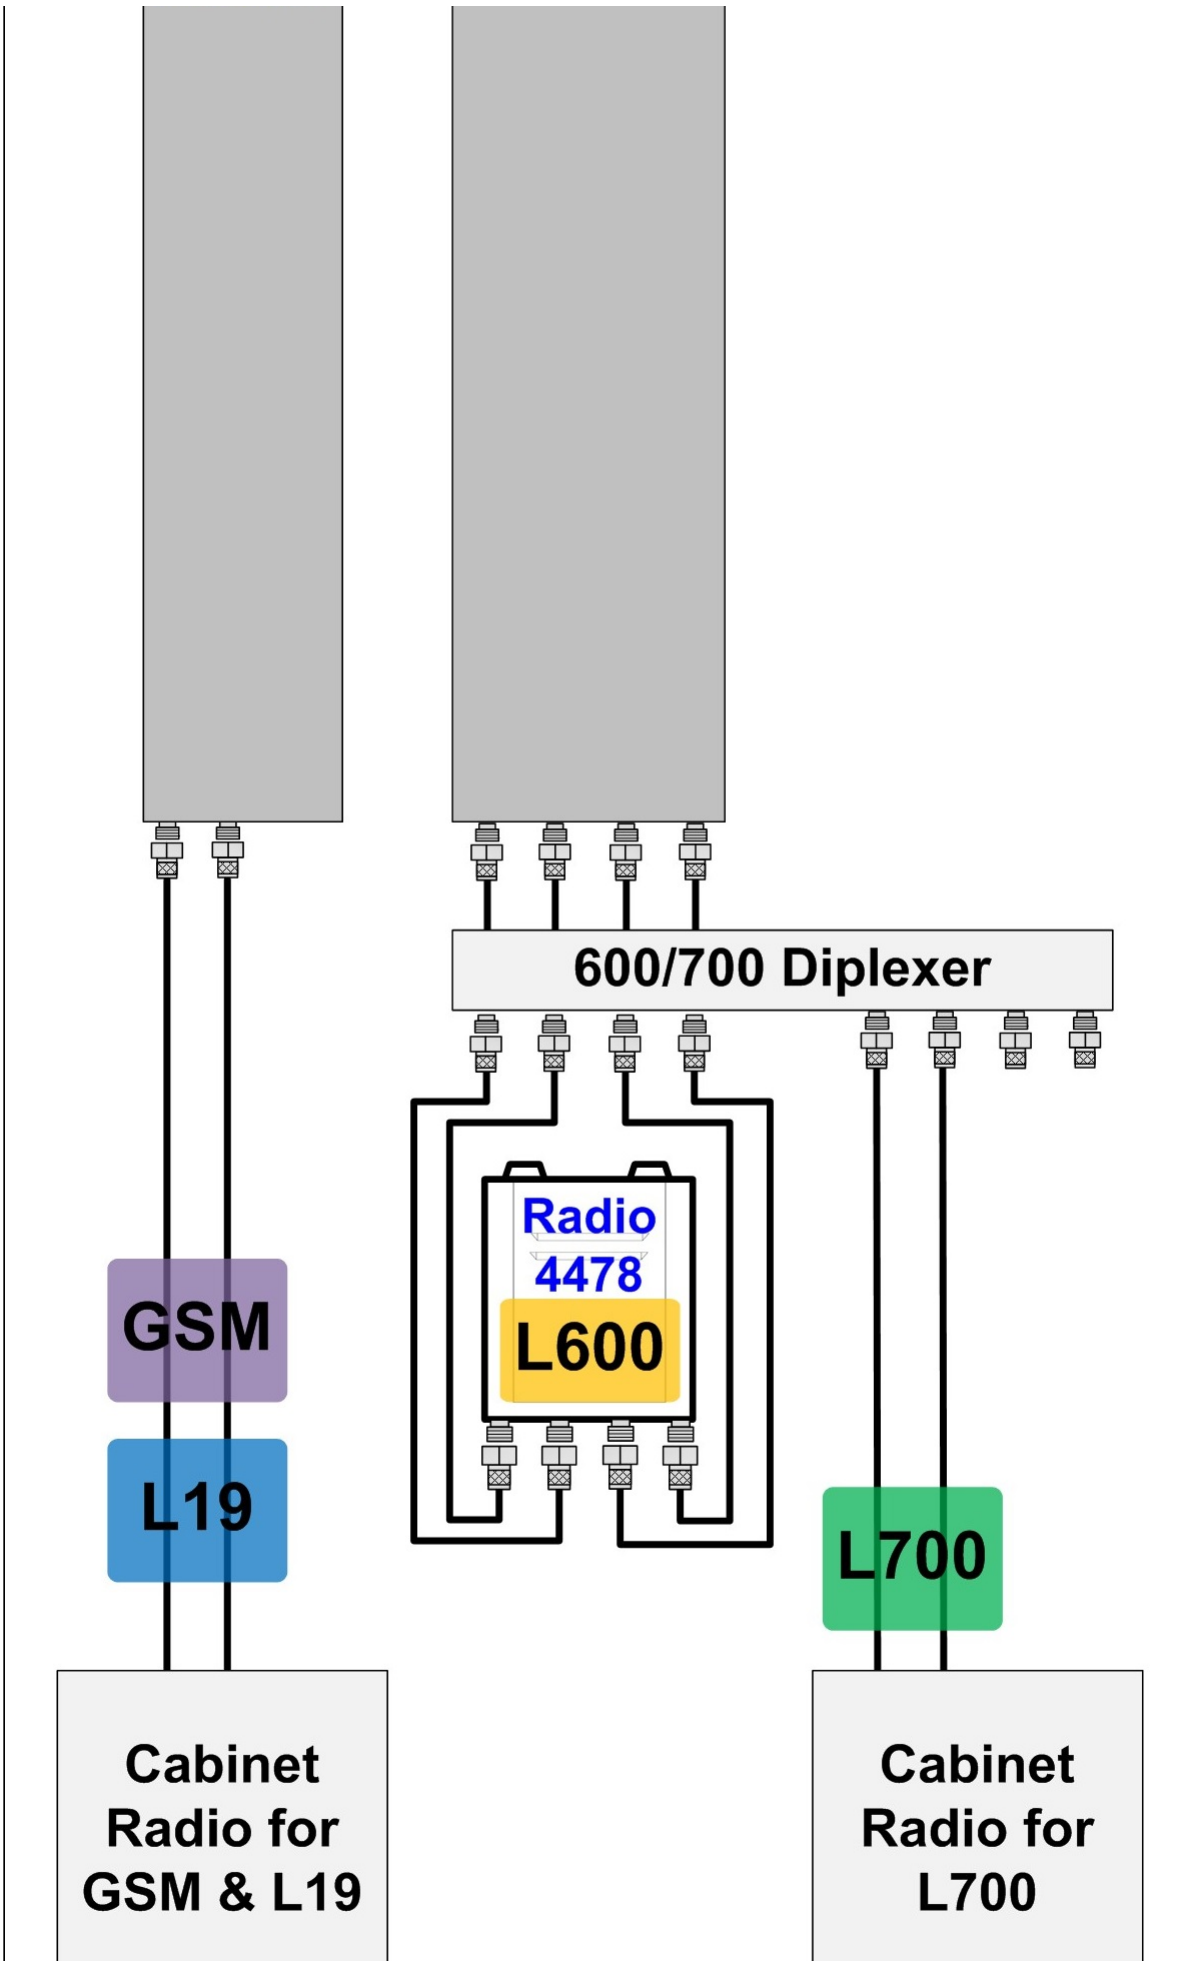 600/700 Diplexer
Radio
4478
L600
GSM
L19
L700
Cabinet
Radio for
GSM & L19
Cabinet
Radio for
L700